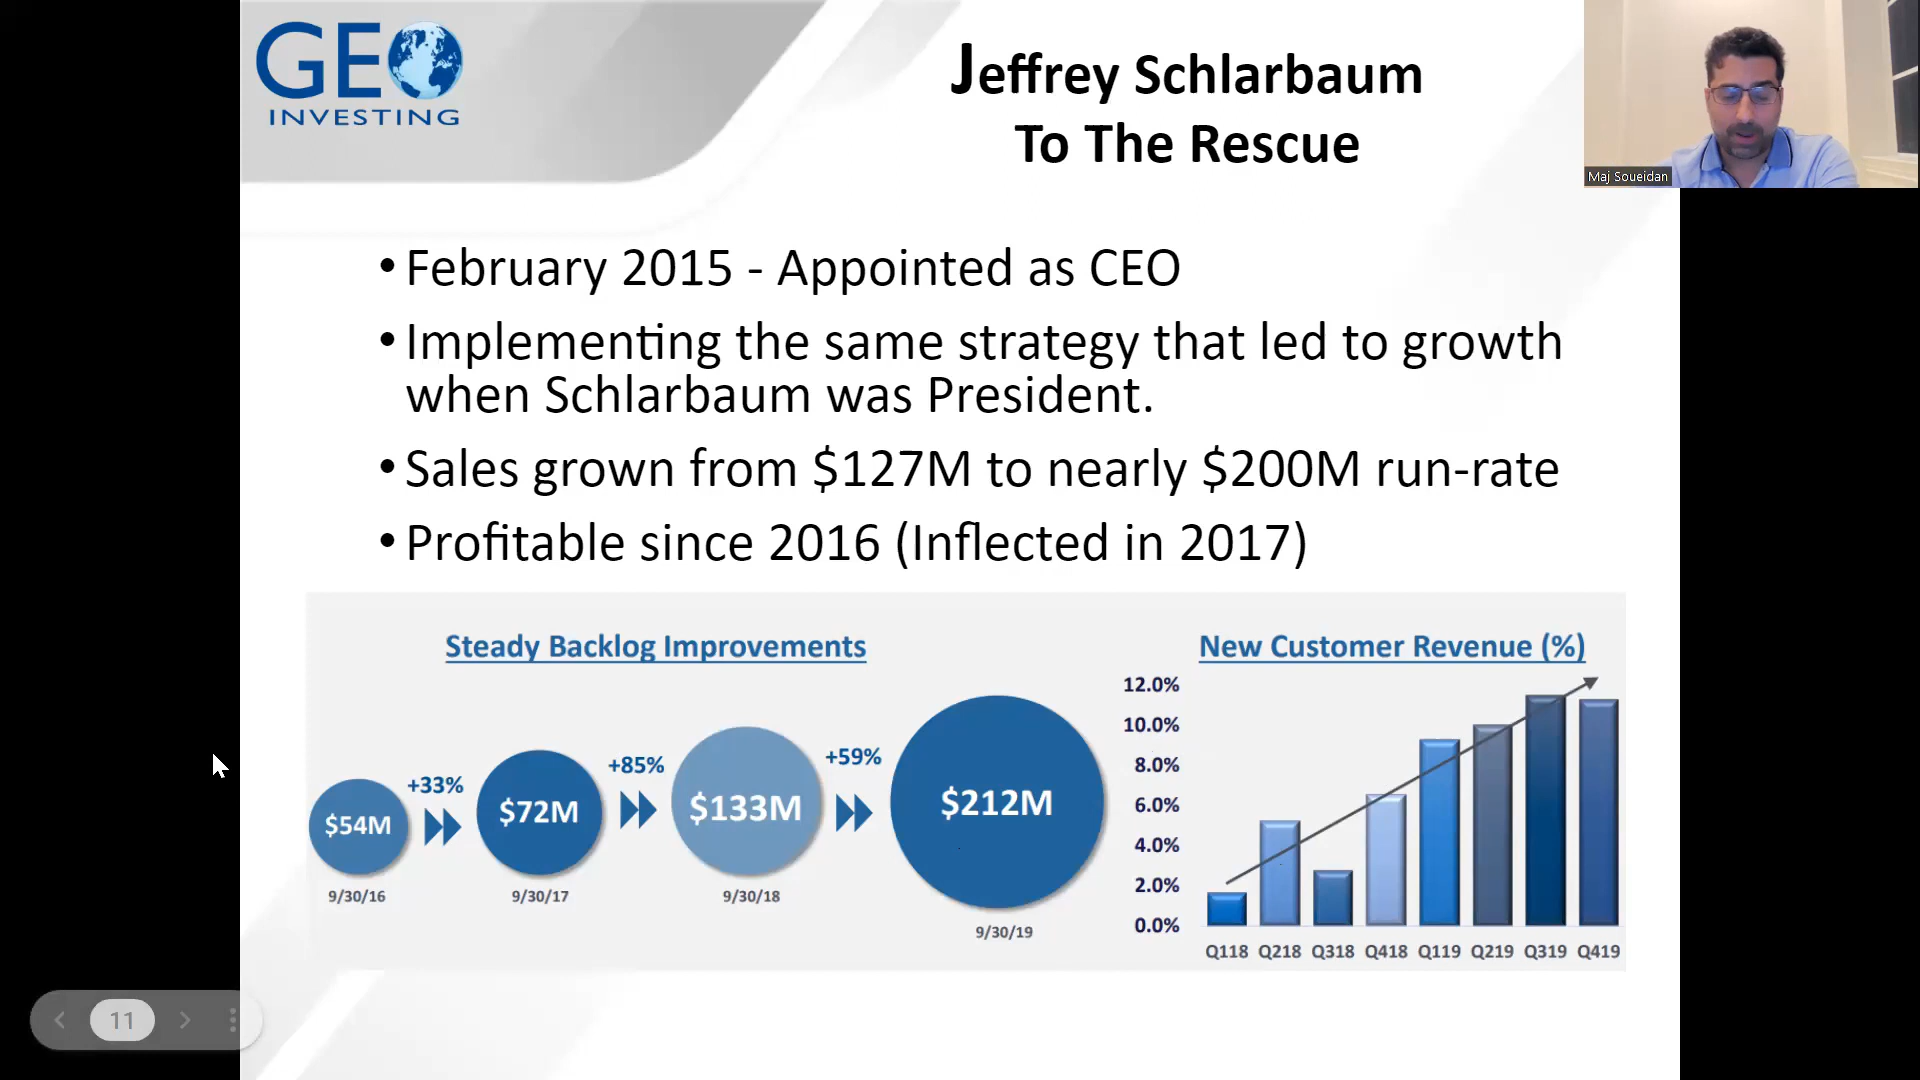 GEO
INVESTING
Jeffrey Schlarbaum
To The Rescue
Maj Soueidan
• February 2015 - Appointed as CEO
• Implementing the same strategy that led to growth
when Schlarbaum was President.
• Sales grown from $127M to nearly $200M run-rate
• Profitable since 2016 (Inflected in 2017)
Steady Backlog Improvements
$54M
+33%
$72M
+85%
$133M
+59%
$212M
9/30/16
9/30/17
9/30/18
9/30/19
New Customer Revenue (%)
12.0%
10.0%
8.0%
6.0%
4.0%
2.0%
0.0%
Q118 Q218 Q318 Q418 Q119 Q219 Q319 Q419
11